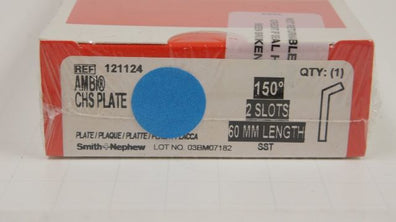 REF 121124
AMBI®
CHS PLATE
150°
2 SLOTS
60 MM LENGTH
SST
QTY: (1)
PLATE / PLAQUE / PLATTE /
Smith+Nephew LOT NO. 03BM07182